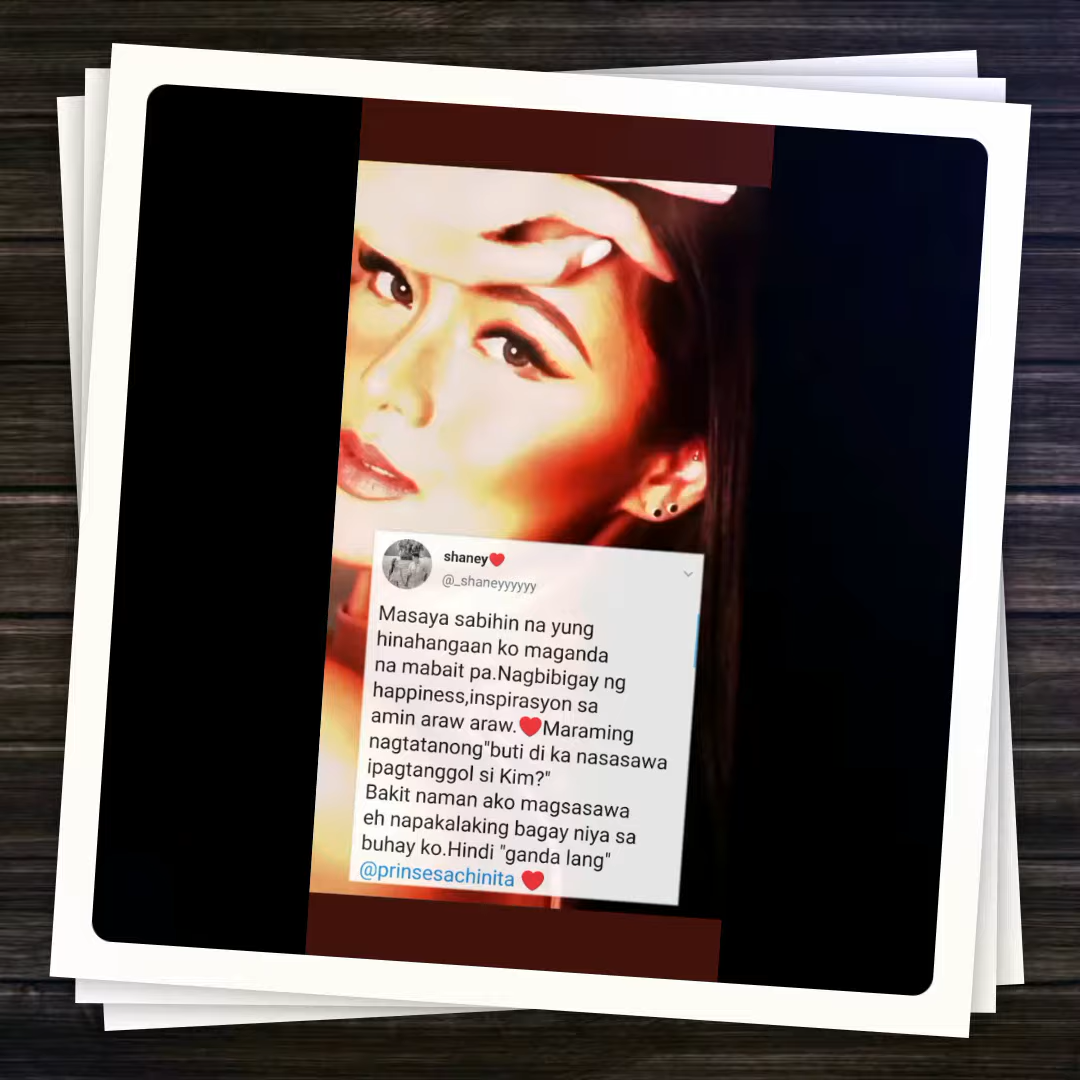 shaney❤
@_shaneyyyyyy
Masaya sabihin na yung
hinahangaan ko maganda
na mabait pa.Nagbibigay ng
happiness,inspirasyon sa
amin araw araw.❤Maraming
nagtatanong"buti di ka nasasawa
ipagtanggol si Kim?"
Bakit naman ako magsasawa
eh napakalaking bagay niya sa
buhay ko.Hindi "ganda lang"
@prinsesachinita ❤